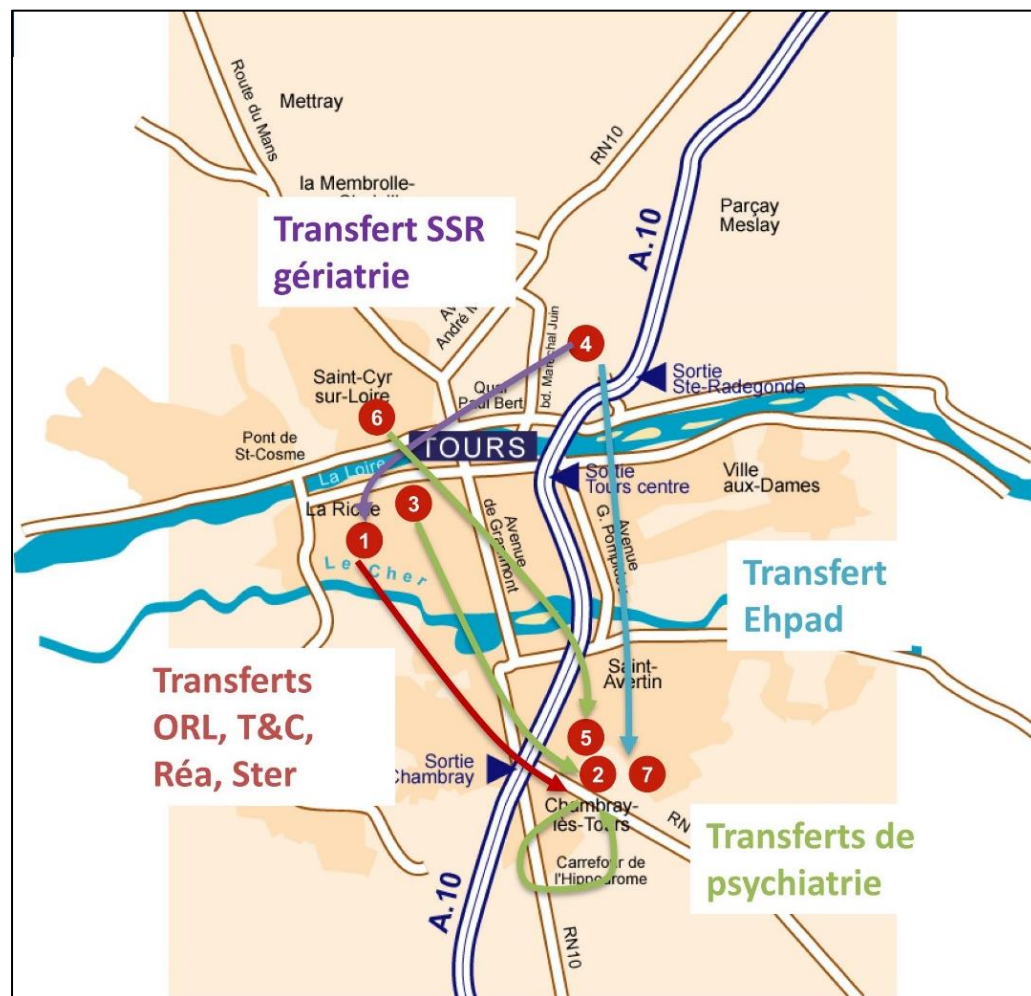 Route du Mans
Mettray
RN10
la Membrolle-
Transfert SSR
gériatrie
Parçay
Meslay
A.10
André
bd. Maréchal Juin
4
Saint-Cyr
sur-Loire
6
Quai
Paul Bert
Sortie
Ste-Radegonde
Pont de
St-Cosme
TOURS
La Loire
Sortie
Tours centre
Ville
aux-Dames
La Riche
3
1
Avenue
de Grammont
Avenue
G. Pompidou
Le Cher
Transfert
Ehpad
Transferts
ORL, T&C,
Réa, Ster
Saint-
Avertin
5
Sortie
Chambray
2
7
Chambray-
lès-Tours
Transferts de
psychiatrie
Carrefour de
l'Hippodrome
A.10
RN10